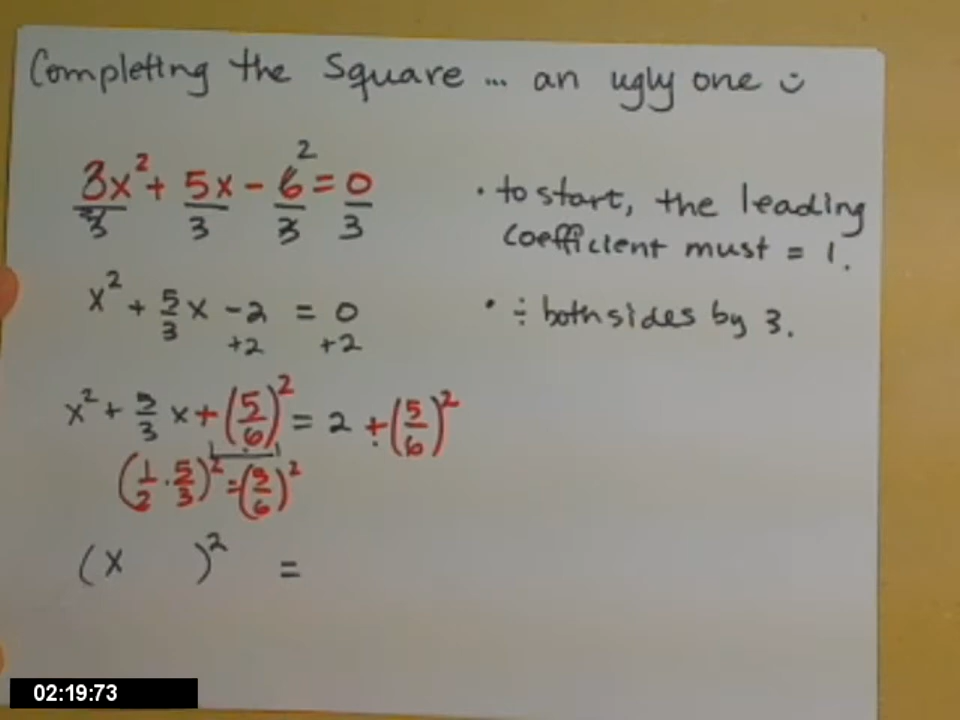 Completing the Square ... an ugly one
2
3x² + 5x - 6 = 0
3 3 3 3
• to start, the leading
coefficient must = 1.
x² + 5/3 x - 2 = 0
+2 +2
• ÷ both sides by 3.
x² + 5/3 x + (5/6)² = 2 + (5/6)²
(1/2 · 5/3)² = (5/6)²
(x )² =
02:19:73